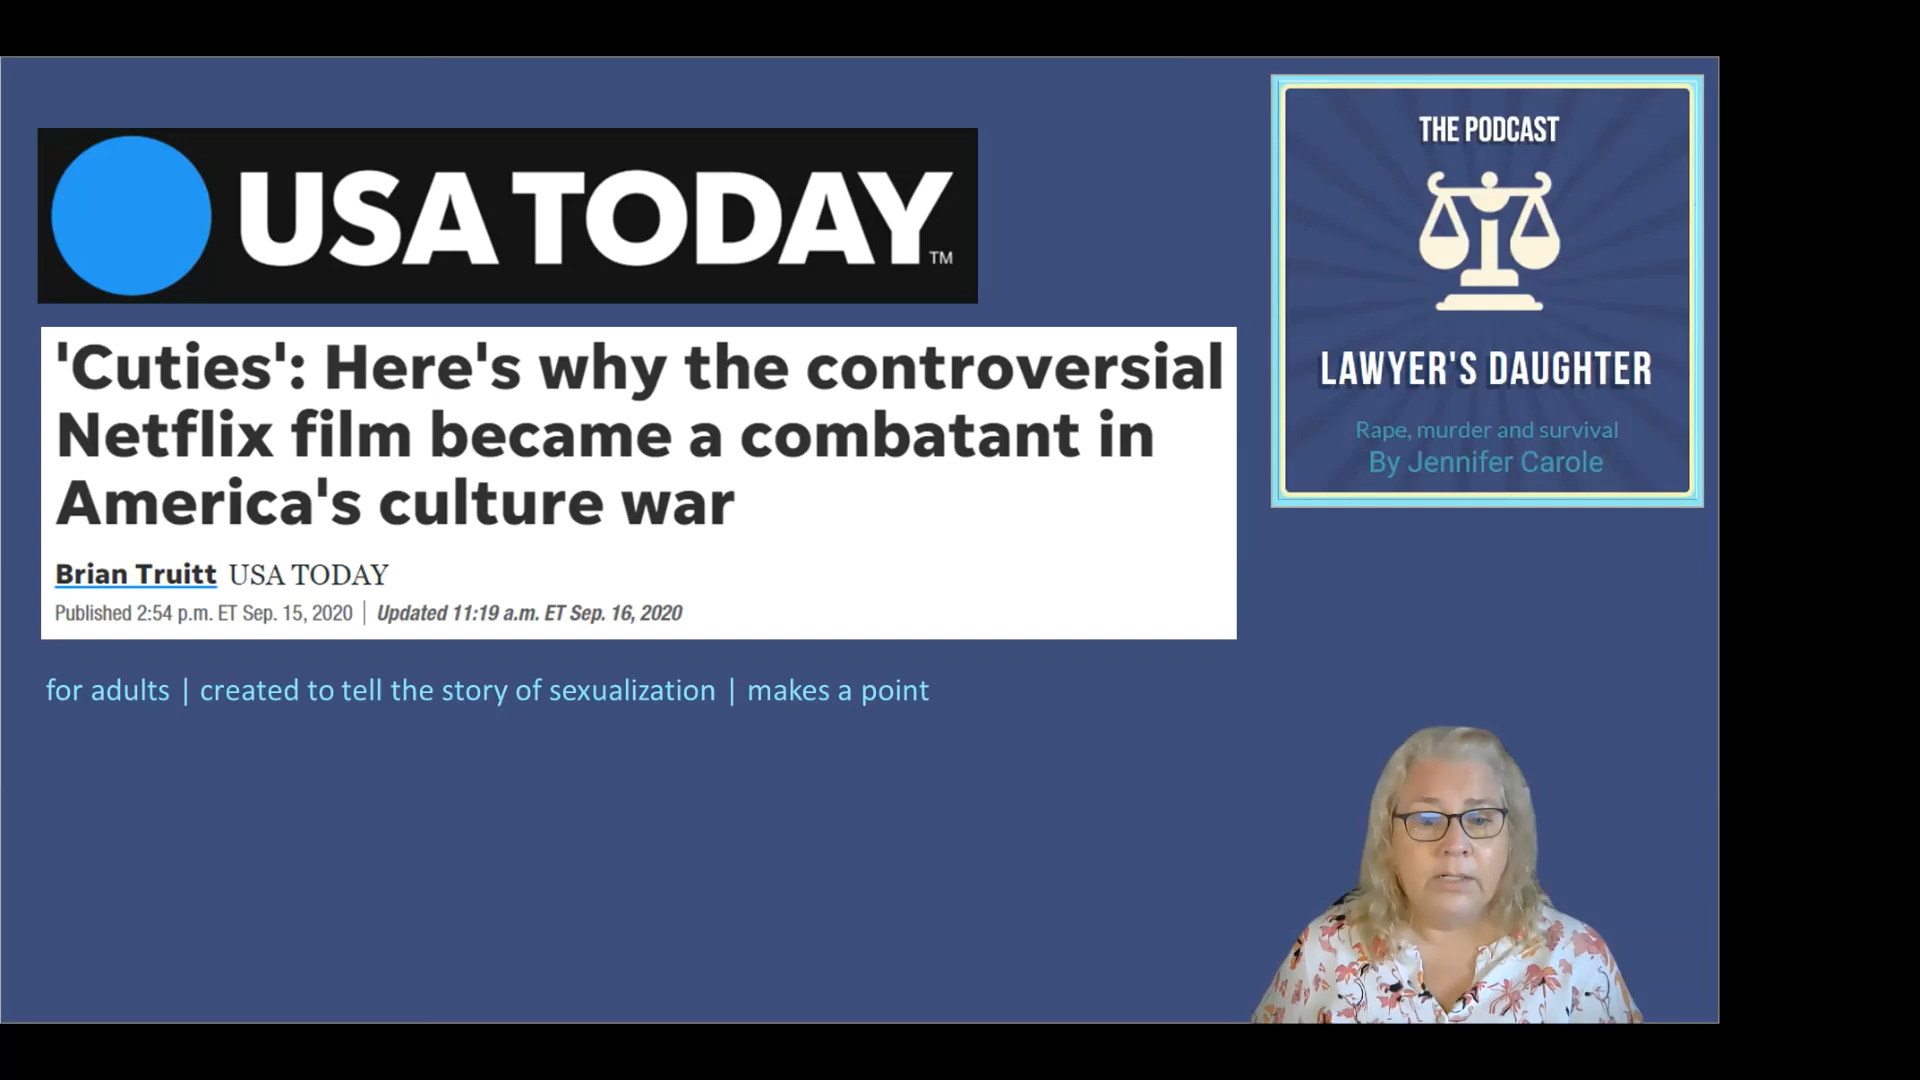 USA TODAY TM
'Cuties': Here's why the controversial
Netflix film became a combatant in
America's culture war
Brian Truitt USA TODAY
Published 2:54 p.m. ET Sep. 15, 2020 | Updated 11:19 a.m. ET Sep. 16, 2020
for adults | created to tell the story of sexualization | makes a point
THE PODCAST
LAWYER'S DAUGHTER
Rape, murder and survival
By Jennifer Carole